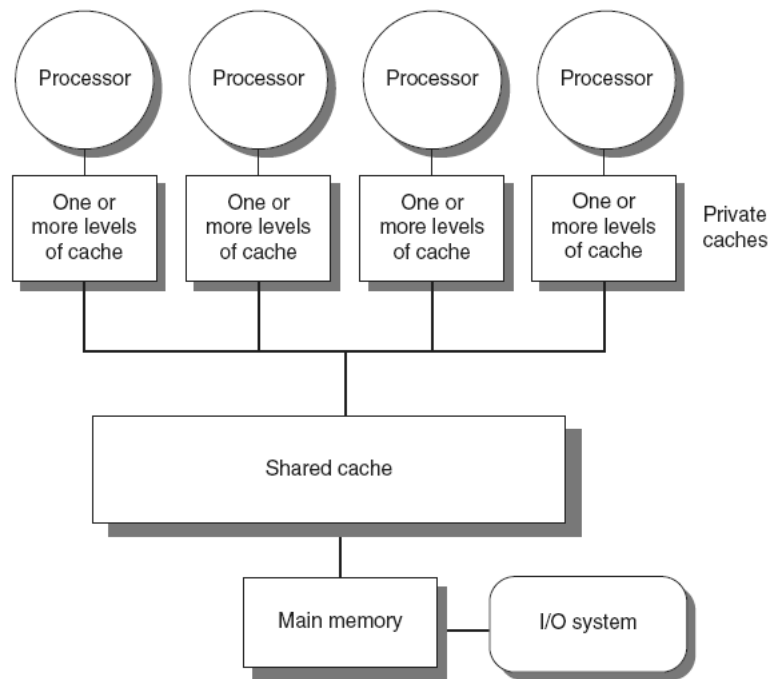 Processor
Processor
Processor
Processor
One or
more levels
of cache
One or
more levels
of cache
One or
more levels
of cache
One or
more levels
of cache
Private
caches
Shared cache
Main memory
I/O system